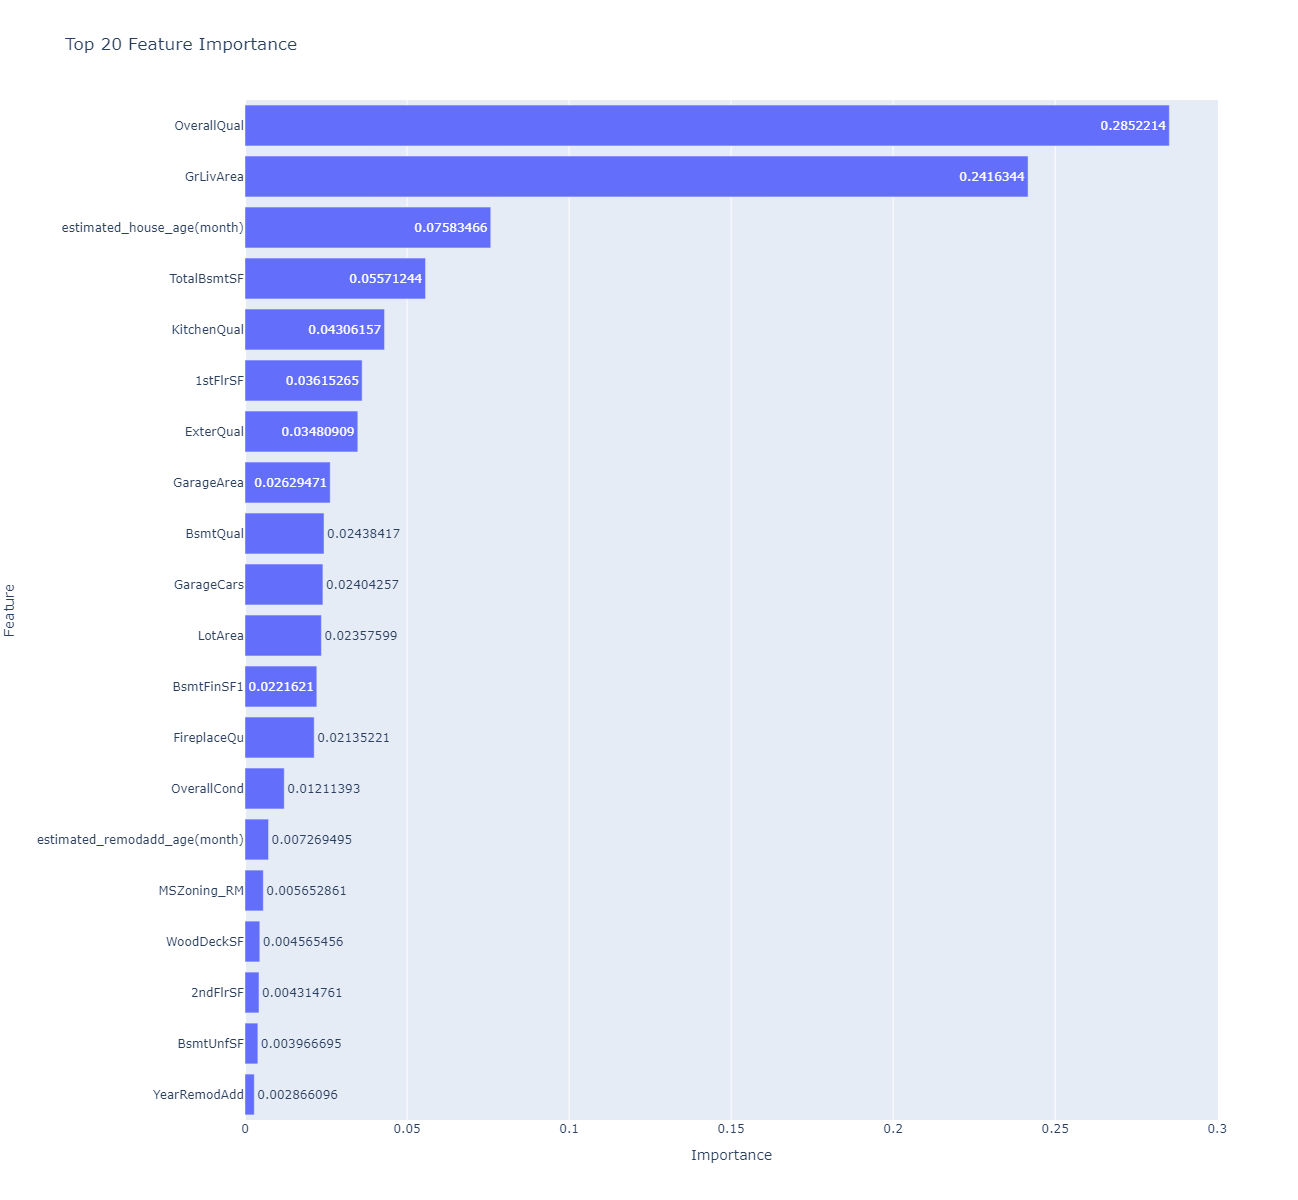 Top 20 Feature Importance
OverallQual 0.2852214
GrLivArea 0.2416344
estimated_house_age(month) 0.07583466
TotalBsmtSF 0.05571244
KitchenQual 0.04306157
1stFlrSF 0.03615265
ExterQual 0.03480909
GarageArea 0.02629471
BsmtQual 0.02438417
GarageCars 0.02404257
LotArea 0.02357599
BsmtFinSF1 0.0221621
FireplaceQu 0.02135221
OverallCond 0.01211393
estimated_remodadd_age(month) 0.007269495
MSZoning_RM 0.005652861
WoodDeckSF 0.004565456
2ndFlrSF 0.004314761
BsmtUnfSF 0.003966695
YearRemodAdd 0.002866096
0 0.05 0.1 0.15 0.2 0.25 0.3
Importance
Feature